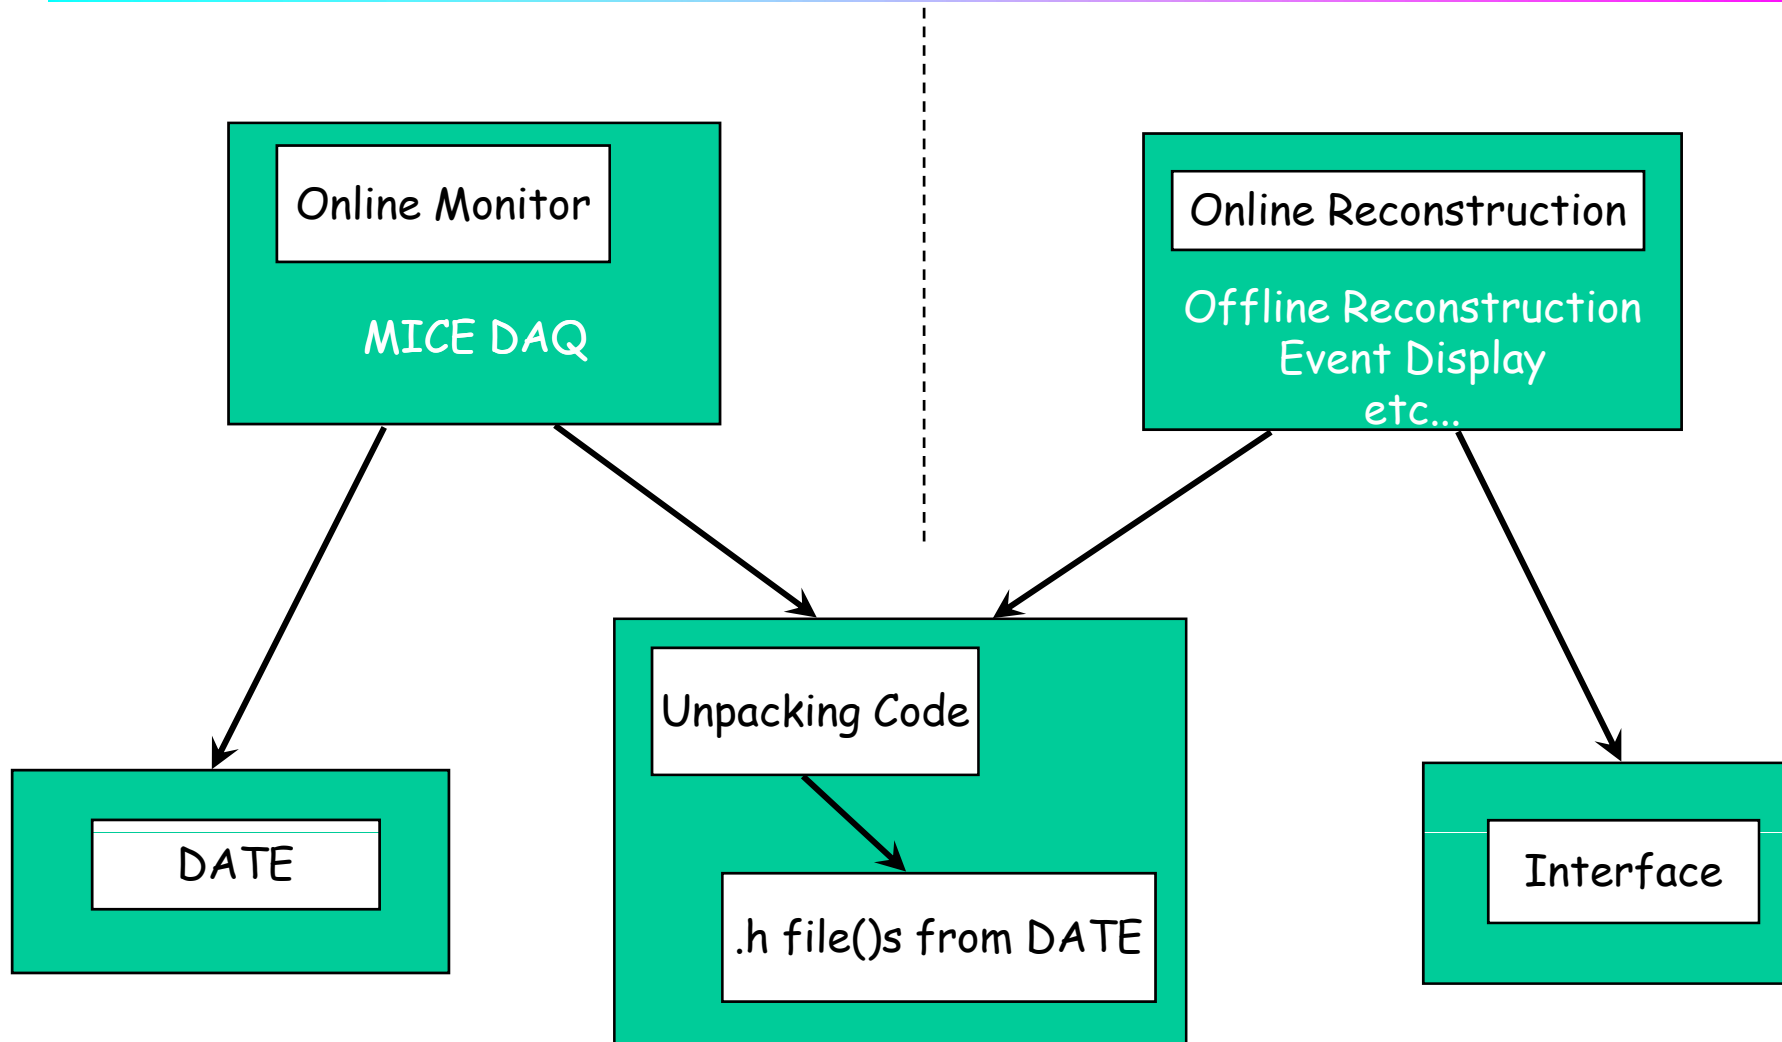 Online Monitor
MICE DAQ
Online Reconstruction
Offline Reconstruction
Event Display
etc...
Unpacking Code
.h file()s from DATE
DATE
Interface